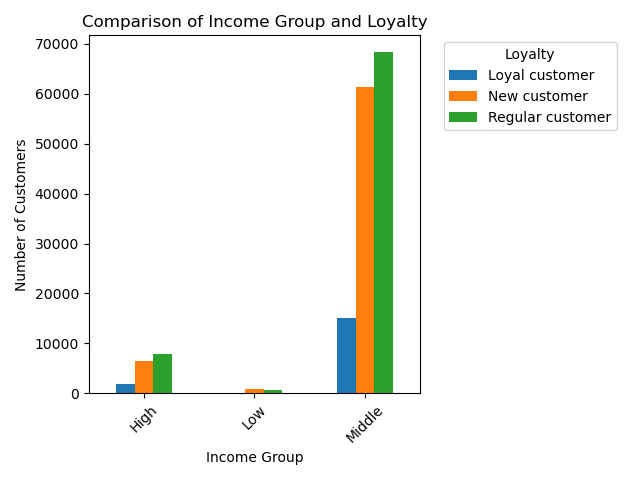 Comparison of Income Group and Loyalty
Loyalty
Loyal customer
New customer
Regular customer
Number of Customers
70000
60000
50000
40000
30000
20000
10000
0
High
Low
Middle
Income Group